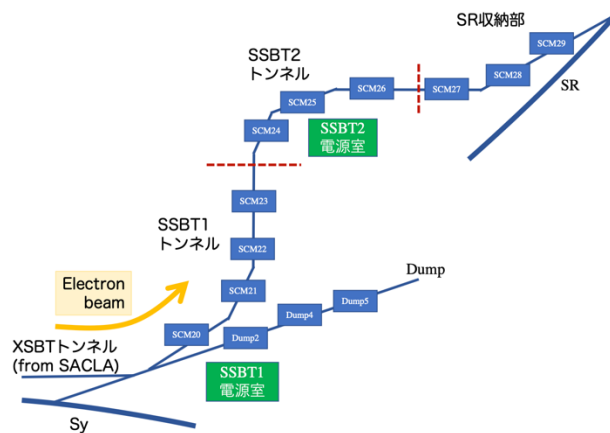 SR収納部
SCM29
SCM28
SCM27
SR
SSBT2
トンネル
SCM26
SCM25
SCM24
SSBT2
電源室
SCM23
SSBT1
トンネル
SCM22
SCM21
Electron
beam
SCM20
Dump
Dump5
Dump4
Dump2
XSBTトンネル
(from SACLA)
SSBT1
電源室
Sy